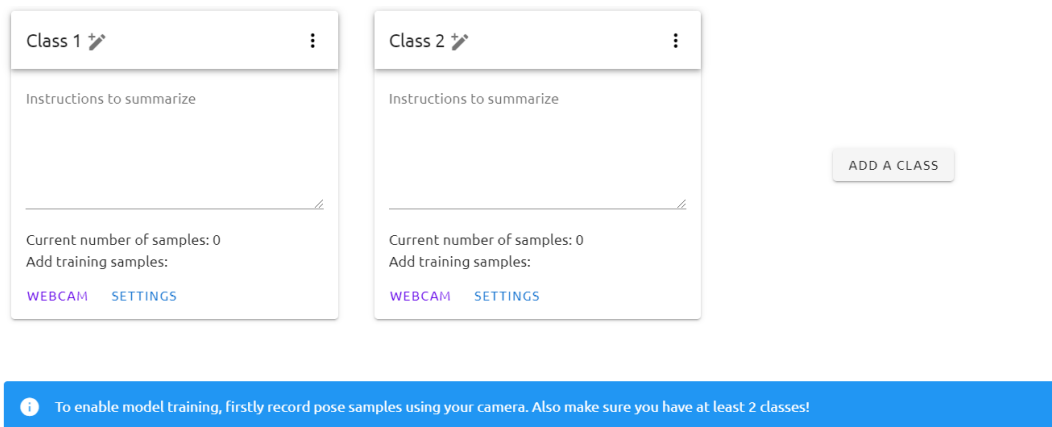 Class 1
Instructions to summarize
Current number of samples: 0
Add training samples:
WEBCAM SETTINGS
Class 2
Instructions to summarize
Current number of samples: 0
Add training samples:
WEBCAM SETTINGS
ADD A CLASS
To enable model training, firstly record pose samples using your camera. Also make sure you have at least 2 classes!